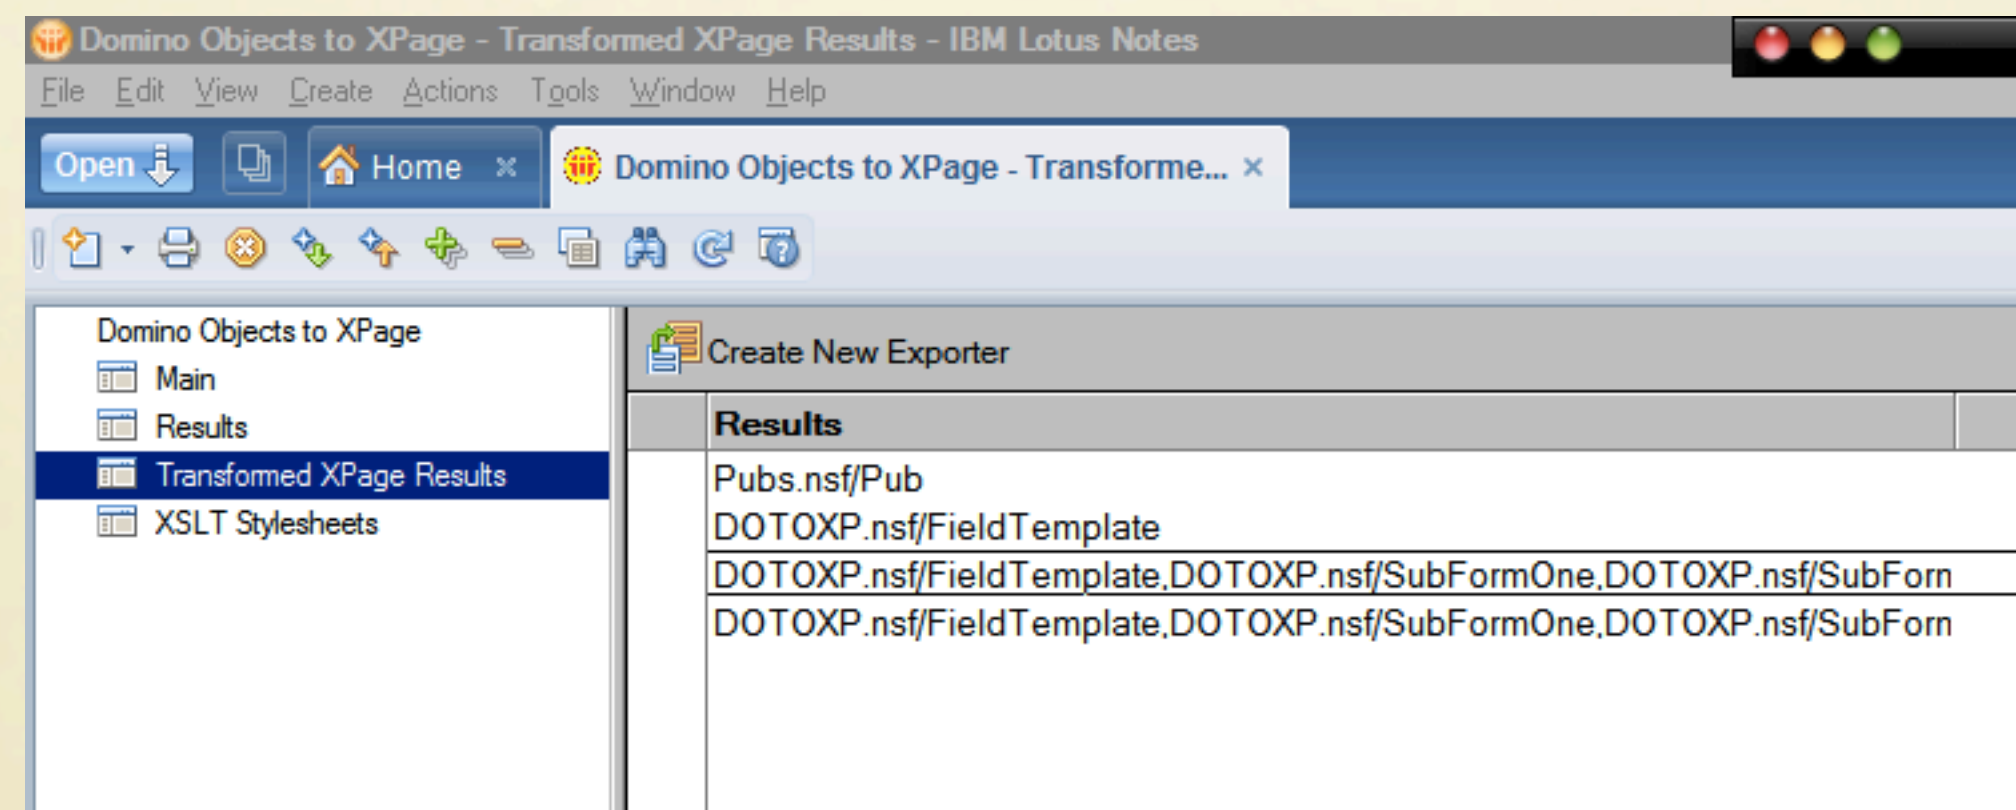 Domino Objects to XPage - Transformed XPage Results - IBM Lotus Notes
File Edit View Create Actions Tools Window Help
Open Home Domino Objects to XPage - Transforme...
Domino Objects to XPage
Main
Results
Transformed XPage Results
XSLT Stylesheets
Create New Exporter
Results
Pubs.nsf/Pub
DOTOXP.nsf/FieldTemplate
DOTOXP.nsf/FieldTemplate,DOTOXP.nsf/SubFormOne,DOTOXP.nsf/SubForn
DOTOXP.nsf/FieldTemplate,DOTOXP.nsf/SubFormOne,DOTOXP.nsf/SubForn